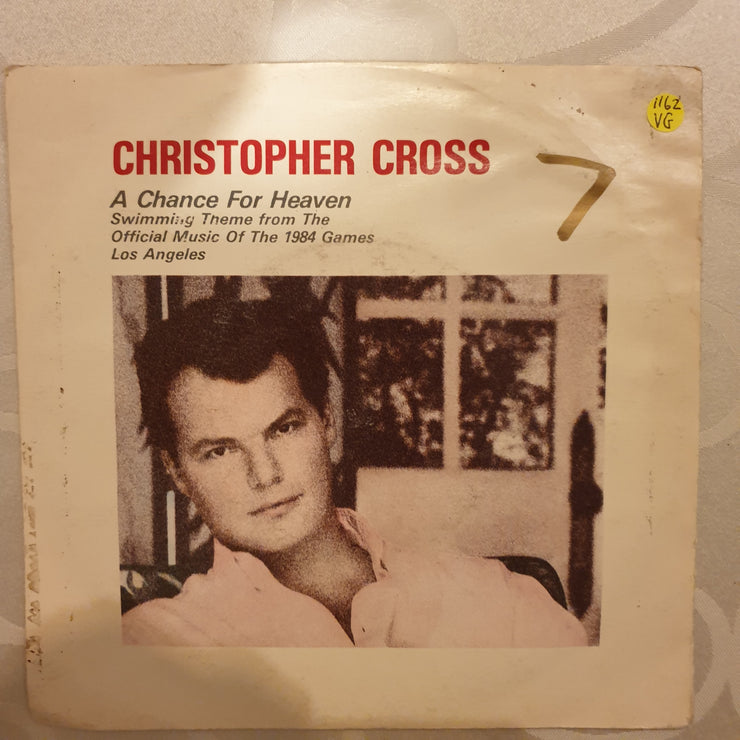 CHRISTOPHER CROSS
A Chance For Heaven
Swimming Theme from The
Official Music Of The 1984 Games
Los Angeles
1162
VG
7